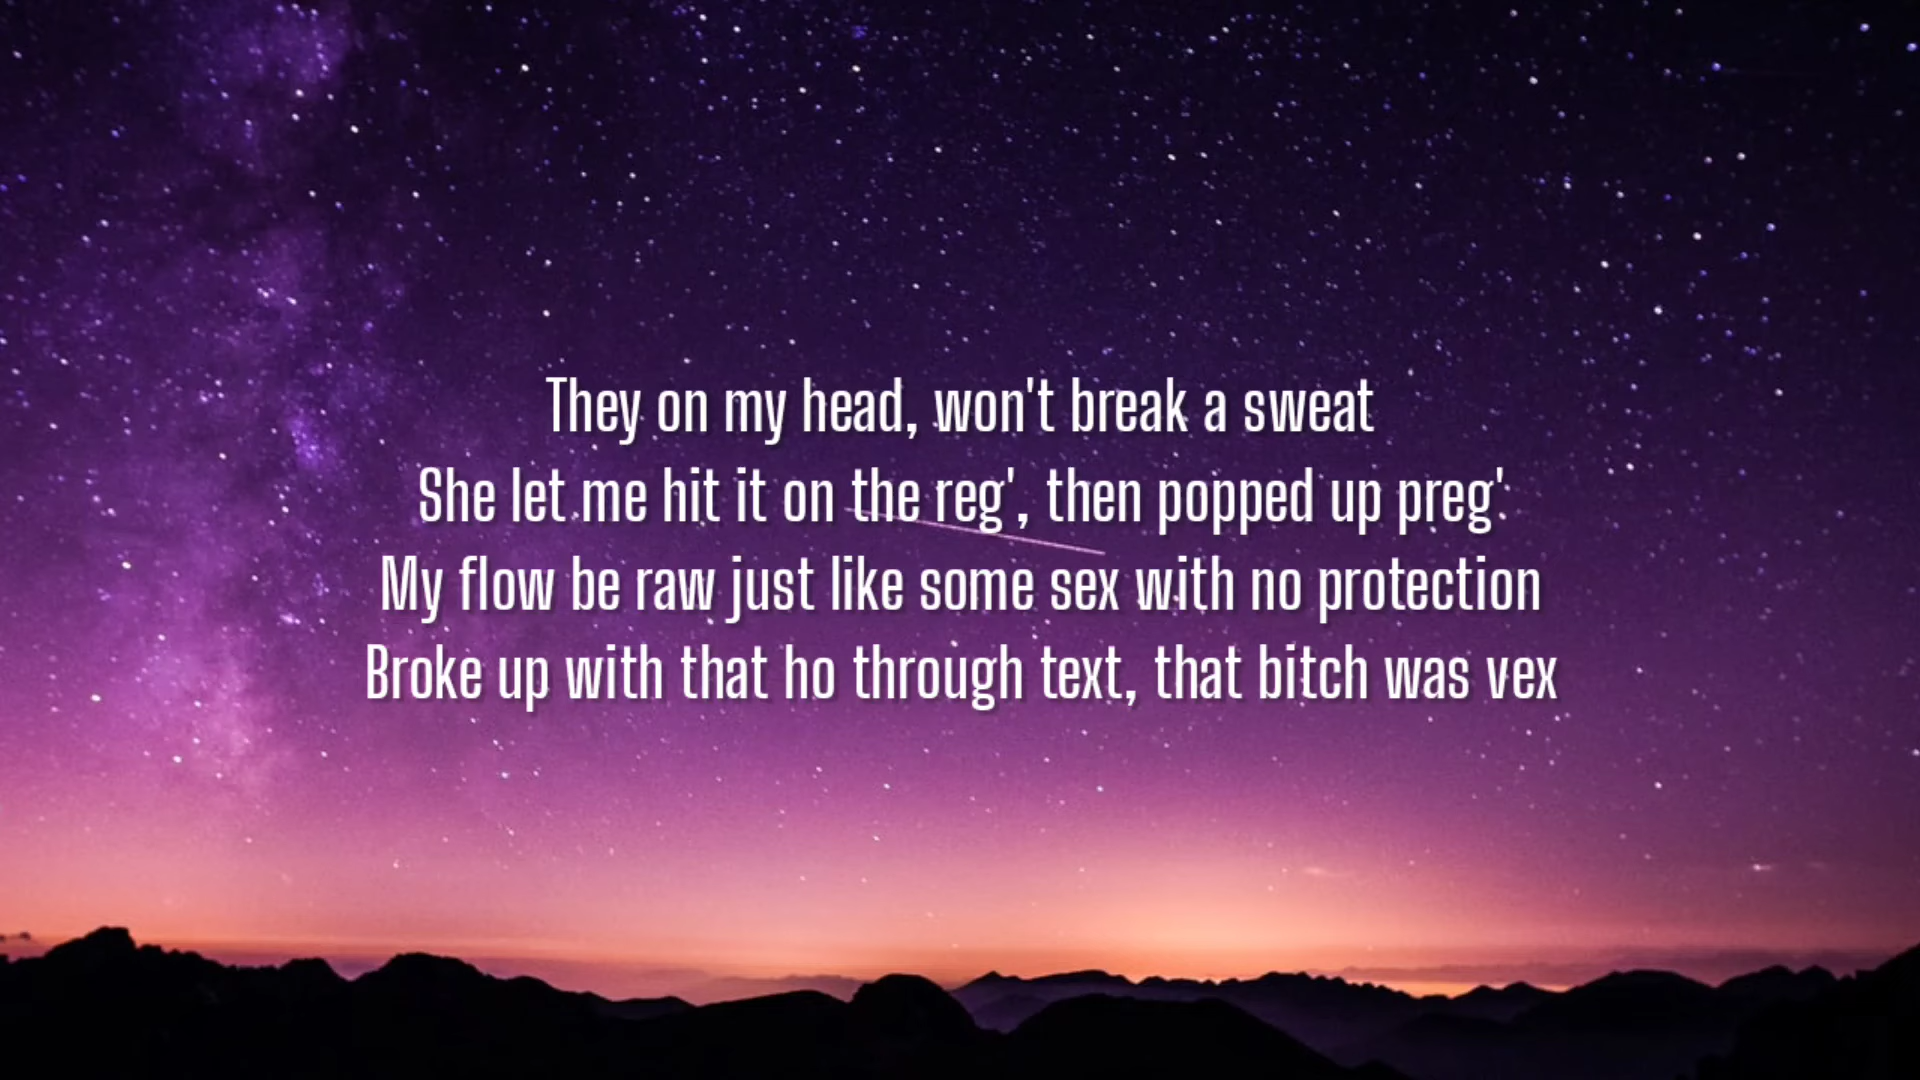 They on my head, won't break a sweat
She let me hit it on the reg', then popped up preg'
My flow be raw just like some sex with no protection
Broke up with that ho through text, that bitch was vex